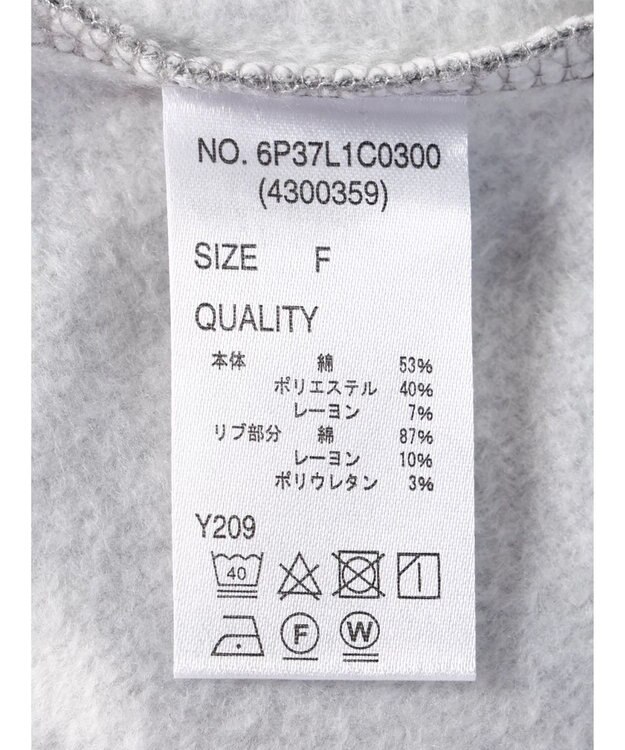 NO. 6P37L1C0300
(4300359)
SIZE F
QUALITY
本体 綿 53%
ポリエステル 40%
レーヨン 7%
リブ部分 綿 87%
レーヨン 10%
ポリウレタン 3%
Y209
40
F W